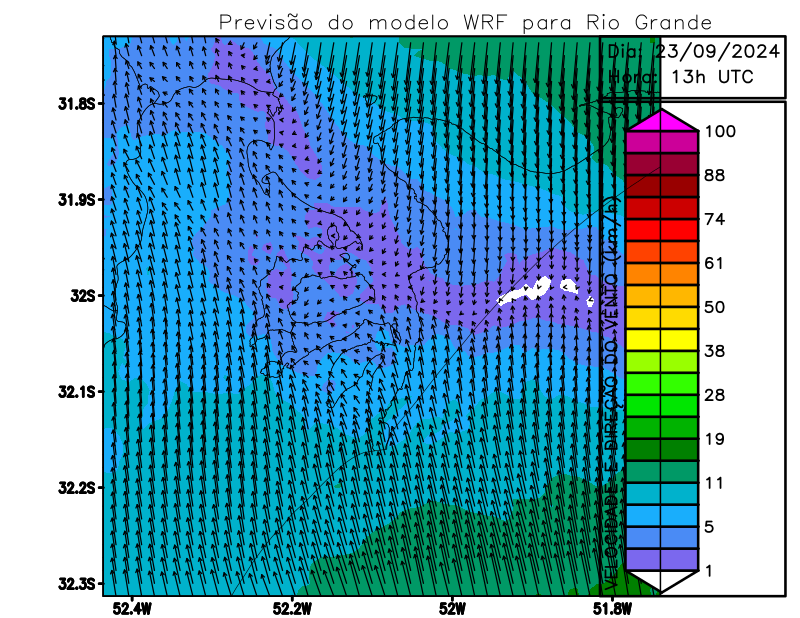 Previsão do modelo WRF para Rio Grande
Dia: 23/09/2024
Hora: 13h UTC
31.8S
31.9S
32S
32.1S
32.2S
32.3S
52.4W
52.2W
52W
51.8W
VELOCIDADE E DIREÇÃO DO VENTO (km/h)
100
88
74
61
50
38
28
19
11
5
1